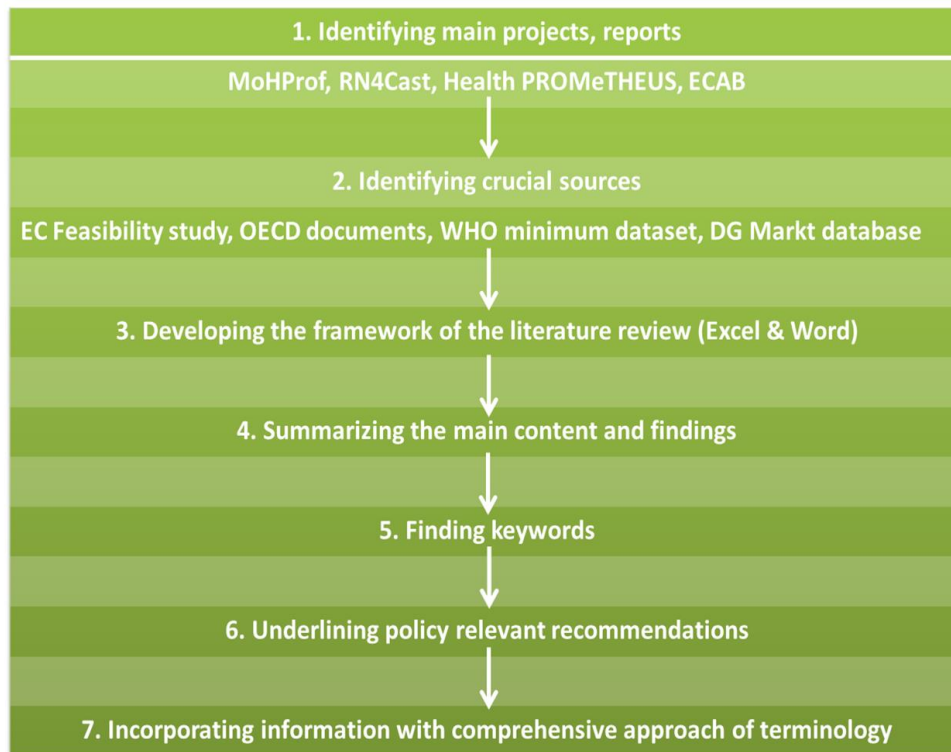 1. Identifying main projects, reports
MoHProf, RN4Cast, Health PROMeTHEUS, ECAB
2. Identifying crucial sources
EC Feasibility study, OECD documents, WHO minimum dataset, DG Markt database
3. Developing the framework of the literature review (Excel & Word)
4. Summarizing the main content and findings
5. Finding keywords
6. Underlining policy relevant recommendations
7. Incorporating information with comprehensive approach of terminology